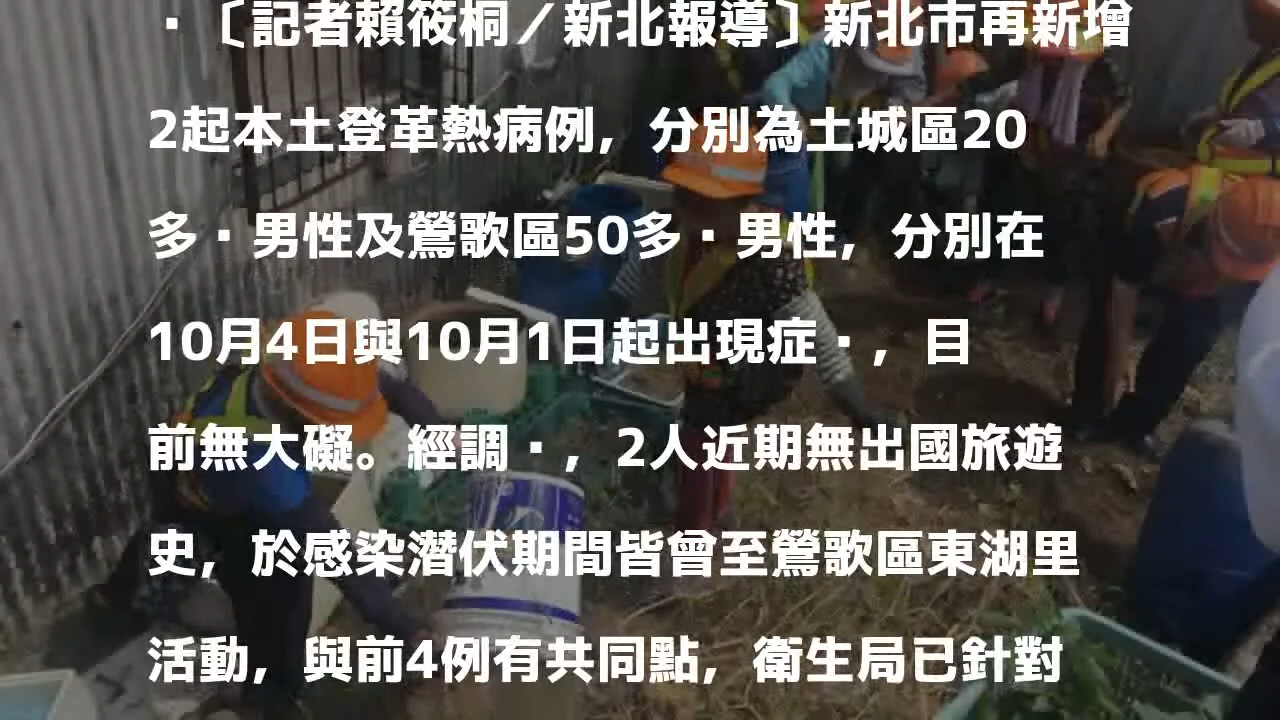 ·〔記者賴筱桐／新北報導〕新北市再新增
2起本土登革熱病例，分別為土城區20
多·男性及鶯歌區50多·男性，分別在
10月4日與10月1日起出現症·，目
前無大礙。經調·，2人近期無出國旅遊
史，於感染潛伏期間皆曾至鶯歌區東湖里
活動，與前4例有共同點，衛生局已針對